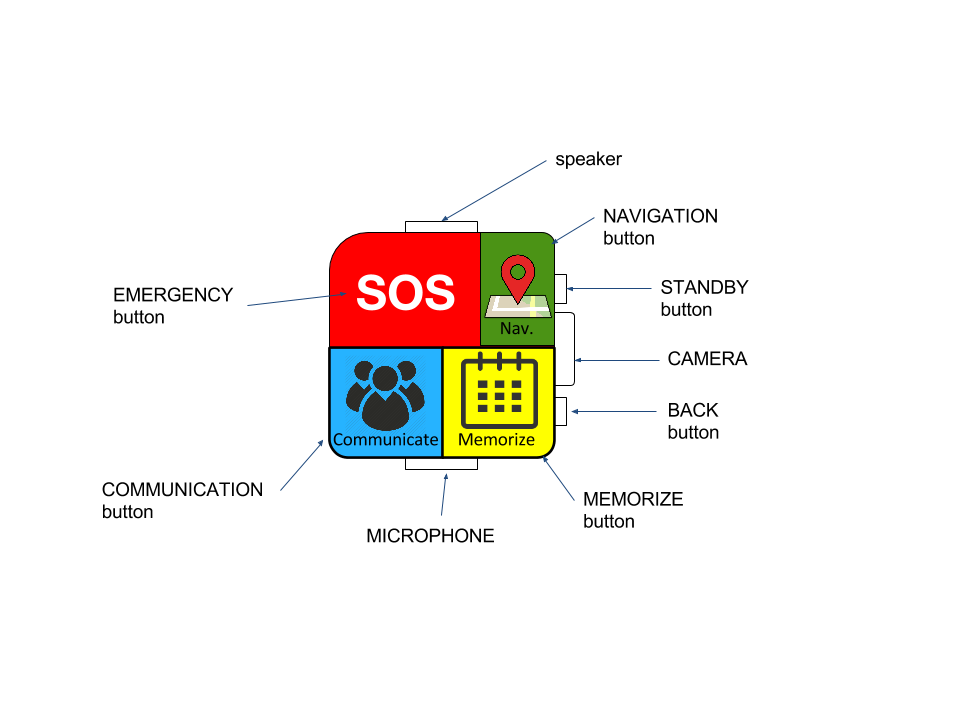 speaker
NAVIGATION
button
SOS
EMERGENCY
button
STANDBY
button
Nav.
CAMERA
BACK
button
Communicate
Memorize
COMMUNICATION
button
MEMORIZE
button
MICROPHONE